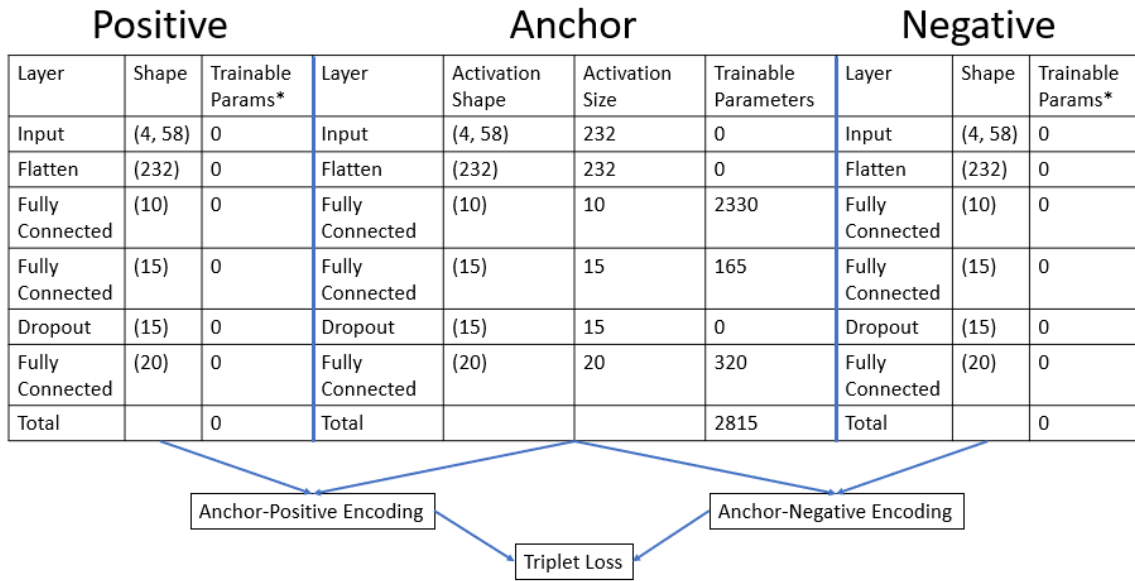 Positive Anchor Negative
Layer Shape Trainable Params* Layer Activation Shape Activation Size Trainable Parameters Layer Shape Trainable Params*
Input (4, 58) 0 Input (4, 58) 232 0 Input (4, 58) 0
Flatten (232) 0 Flatten (232) 232 0 Flatten (232) 0
Fully Connected (10) 0 Fully Connected (10) 10 2330 Fully Connected (10) 0
Fully Connected (15) 0 Fully Connected (15) 15 165 Fully Connected (15) 0
Dropout (15) 0 Dropout (15) 15 0 Dropout (15) 0
Fully Connected (20) 0 Fully Connected (20) 20 320 Fully Connected (20) 0
Total 0 Total 2815 Total 0
Anchor-Positive Encoding Anchor-Negative Encoding
Triplet Loss